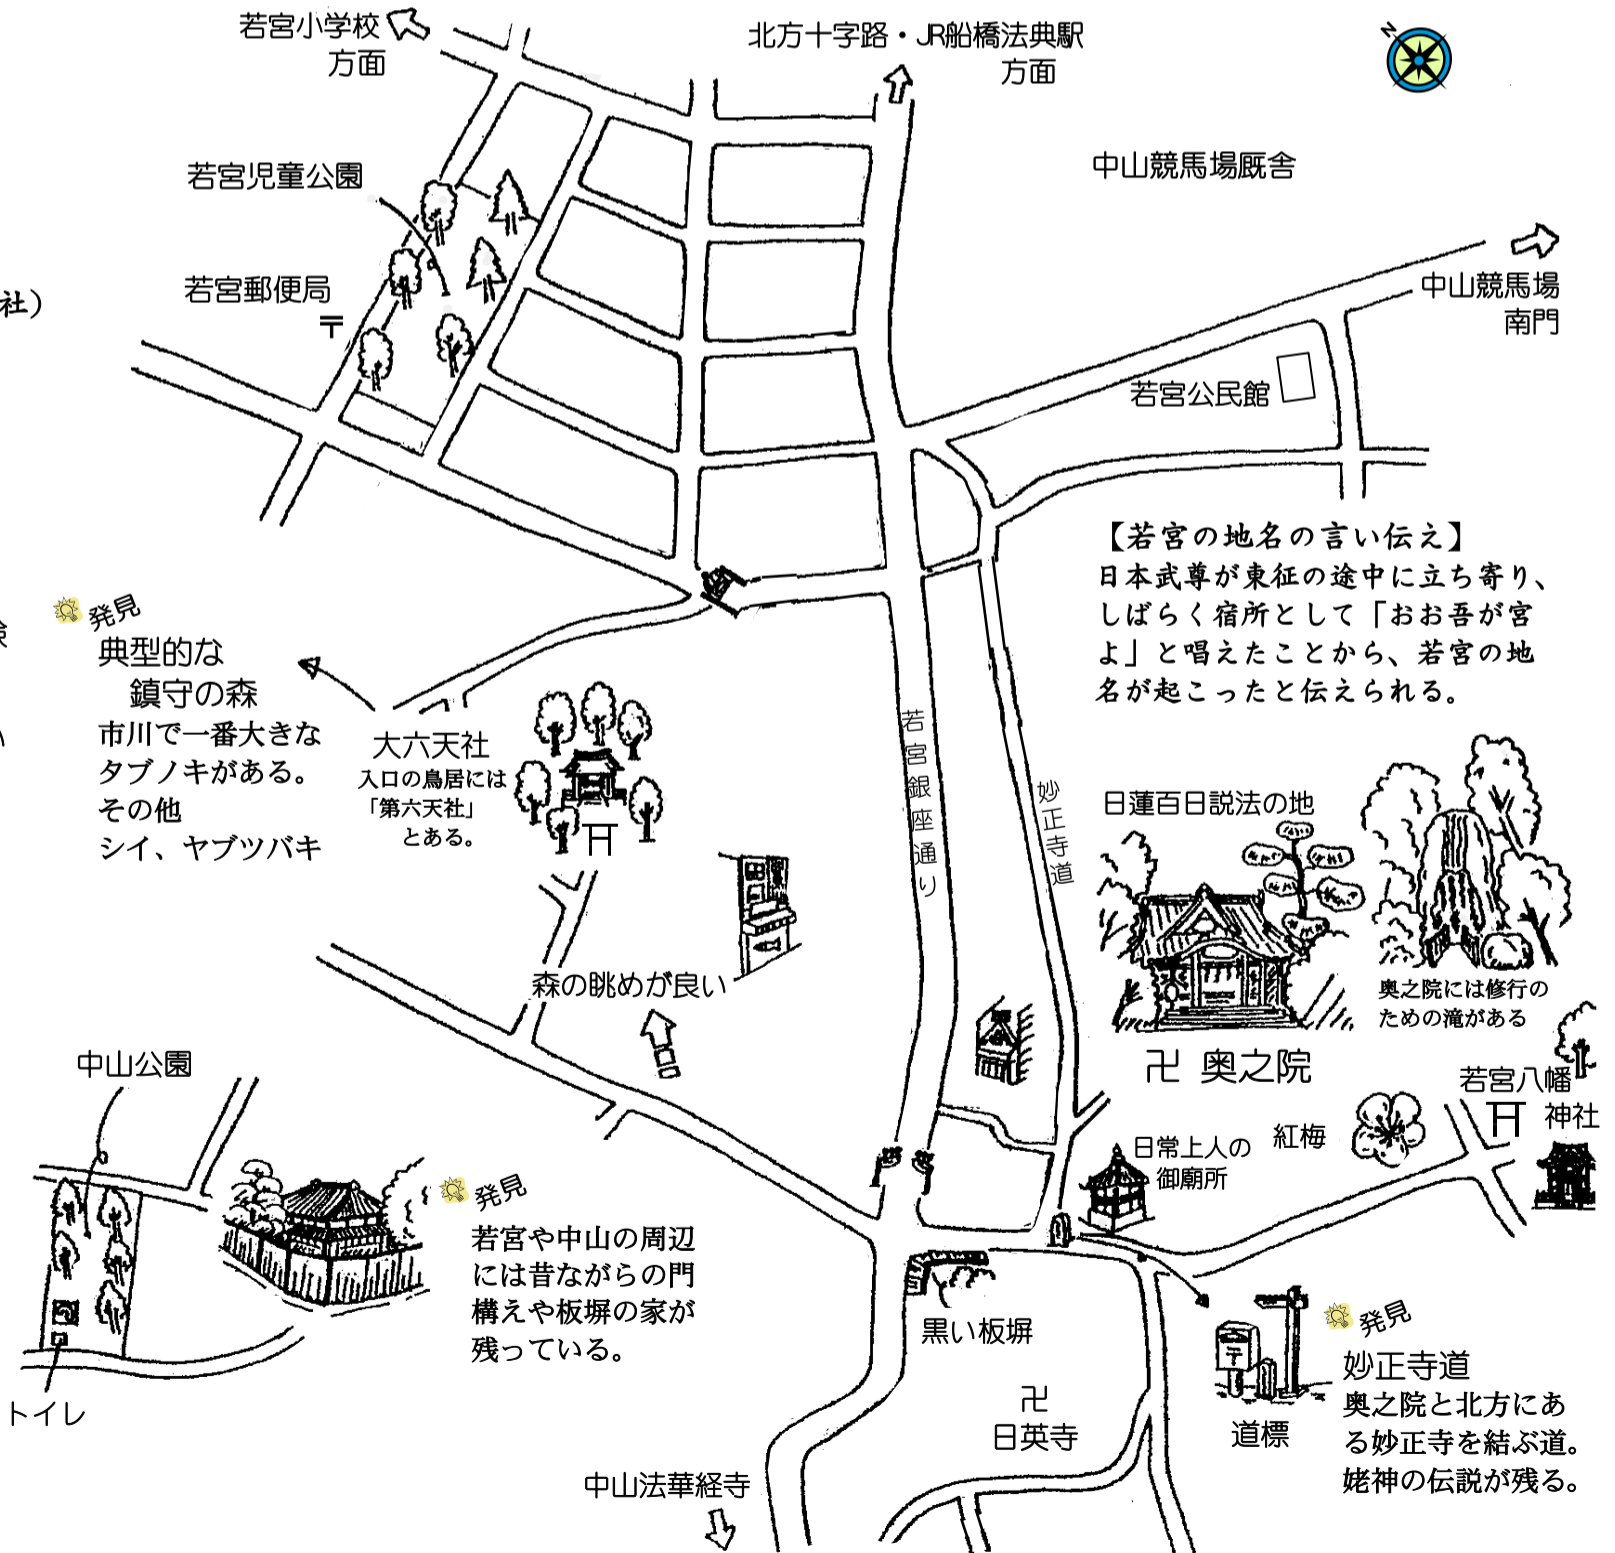 若宮小学校
方面
北方十字路・JR船橋法典駅
方面
N
中山競馬場厩舎
若宮児童公園
若宮郵便局
〒
社)
中山競馬場
南門
若宮公民館
【若宮の地名の言い伝え】
日本武尊が東征の途中に立ち寄り、
しばらく宿所として「おお吾が宮
よ」と唱えたことから、若宮の地
名が起こったと伝えられる。
発見
典型的な
鎮守の森
市川で一番大きな
タブノキがある。
その他
シイ、ヤブツバキ
大六天社
入口の鳥居には
「第六天社」
とある。
若宮銀座通り
妙正寺道
日蓮百日説法の地
奥之院には修行の
ための滝がある
卍 奥之院
森の眺めが良い
中山公園
若宮八幡
神社
日常上人の
御廟所
紅梅
発見
若宮や中山の周辺
には昔ながらの門
構えや板塀の家が
残っている。
黒い板塀
トイレ
卍
日英寺
〒
道標
発見
妙正寺道
奥之院と北方にあ
る妙正寺を結ぶ道。
姥神の伝説が残る。
中山法華経寺